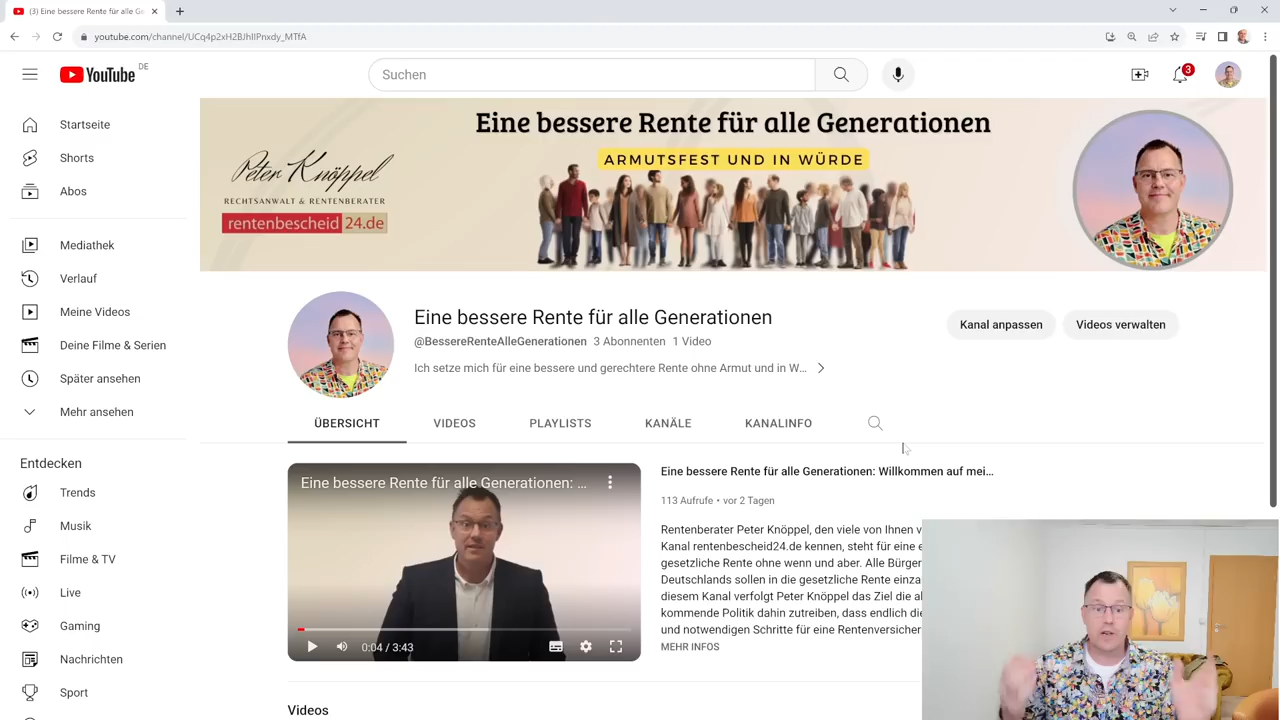 (3) Eine bessere Rente für alle Ge
youtube.com/channel/UCq4p2xH2BJhlIPnxdy_MTfA
YouTube DE
Suchen
3
Startseite
Shorts
Abos
Mediathek
Verlauf
Meine Videos
Deine Filme & Serien
Später ansehen
Mehr ansehen
Entdecken
Trends
Musik
Filme & TV
Live
Gaming
Nachrichten
Sport
Eine bessere Rente für alle Generationen
ARMUTSFEST UND IN WÜRDE
Peter Knöppel
RECHTSANWALT & RENTENBERATER
rentenbescheid 24.de
Eine bessere Rente für alle Generationen
@BessereRenteAlleGenerationen 3 Abonnenten 1 Video
Ich setze mich für eine bessere und gerechtere Rente ohne Armut und in W...
Kanal anpassen
Videos verwalten
ÜBERSICHT
VIDEOS
PLAYLISTS
KANÄLE
KANALINFO
Eine bessere Rente für alle Generationen: ...
0:04 / 3:43
Eine bessere Rente für alle Generationen: Willkommen auf mei...
113 Aufrufe • vor 2 Tagen
Rentenberater Peter Knöppel, den viele von Ihnen v
Kanal rentenbescheid24.de kennen, steht für eine e
gesetzliche Rente ohne wenn und aber. Alle Bürger
Deutschlands sollen in die gesetzliche Rente einza
diesem Kanal verfolgt Peter Knöppel das Ziel die al
kommende Politik dahin zutreiben, dass endlich die
und notwendigen Schritte für eine Rentenversicher
MEHR INFOS
Videos